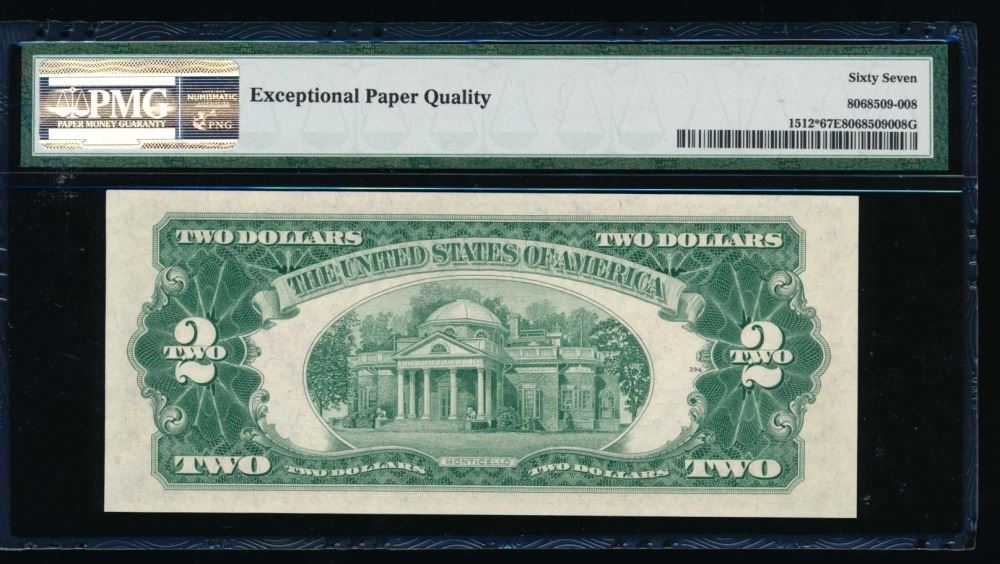 PMG
PAPER MONEY GUARANTY
NUMISMATIC
PNG
Exceptional Paper Quality
Sixty Seven
8068509-008
1512*67E8068509008G
TWO DOLLARS
TWO DOLLARS
THE UNITED STATES OF AMERICA
2
TWO
2
TWO
394
TWO
TWO DOLLARS
MONTICELLO
TWO DOLLARS
TWO